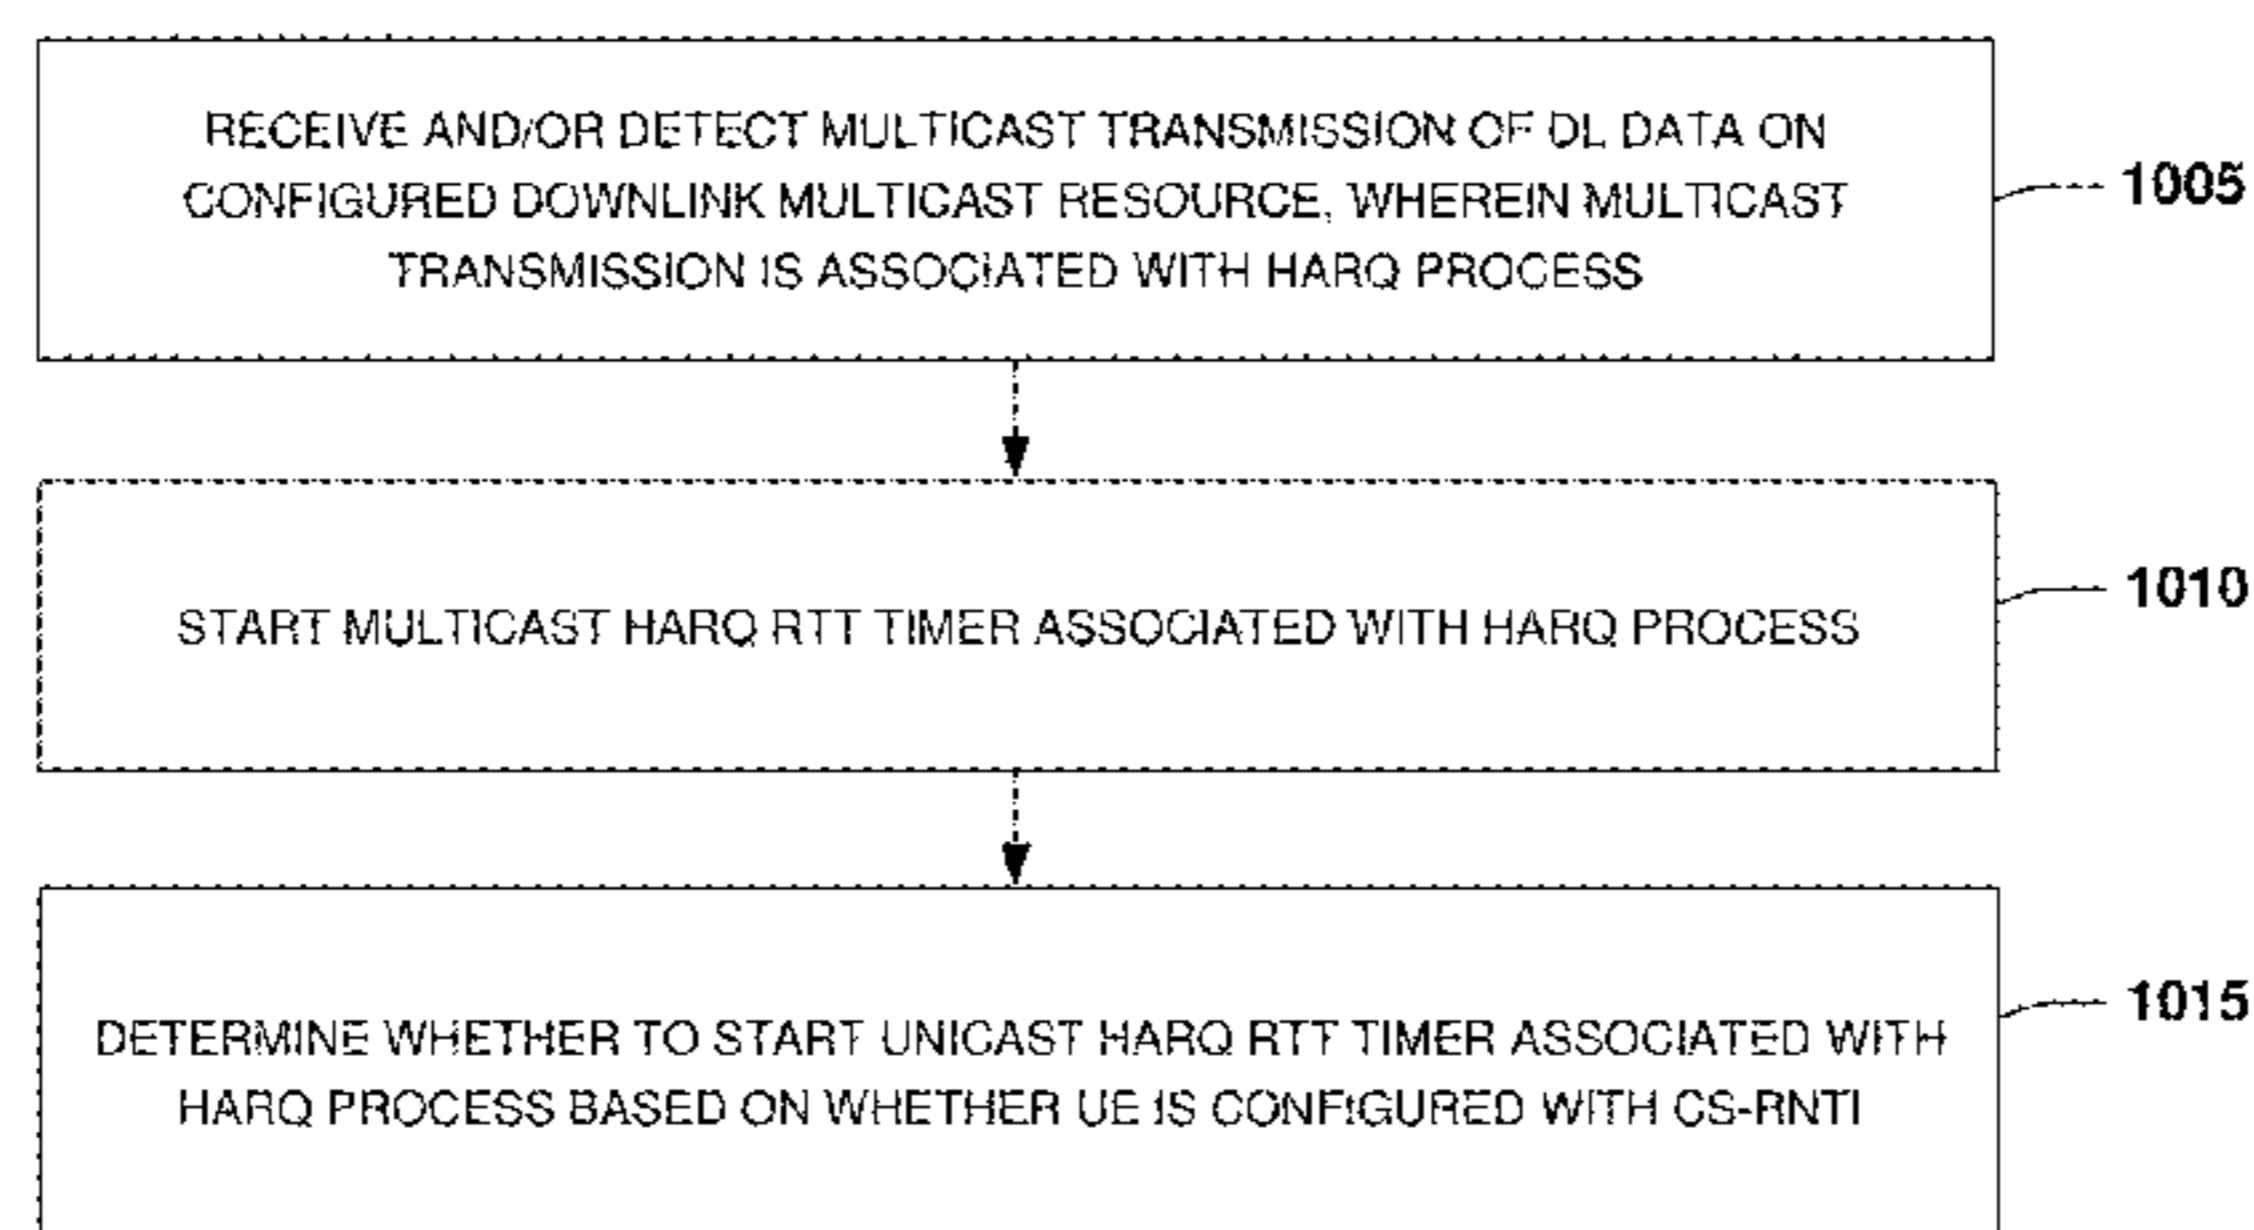 RECEIVE AND/OR DETECT MULTICAST TRANSMISSION OF DL DATA ON
CONFIGURED DOWNLINK MULTICAST RESOURCE, WHEREIN MULTICAST
TRANSMISSION IS ASSOCIATED WITH HARQ PROCESS
1005
START MULTICAST HARQ RTT TIMER ASSOCIATED WITH HARQ PROCESS
1010
DETERMINE WHETHER TO START UNICAST HARQ RTT TIMER ASSOCIATED WITH
HARQ PROCESS BASED ON WHETHER UE IS CONFIGURED WITH CS-RNTI
1015